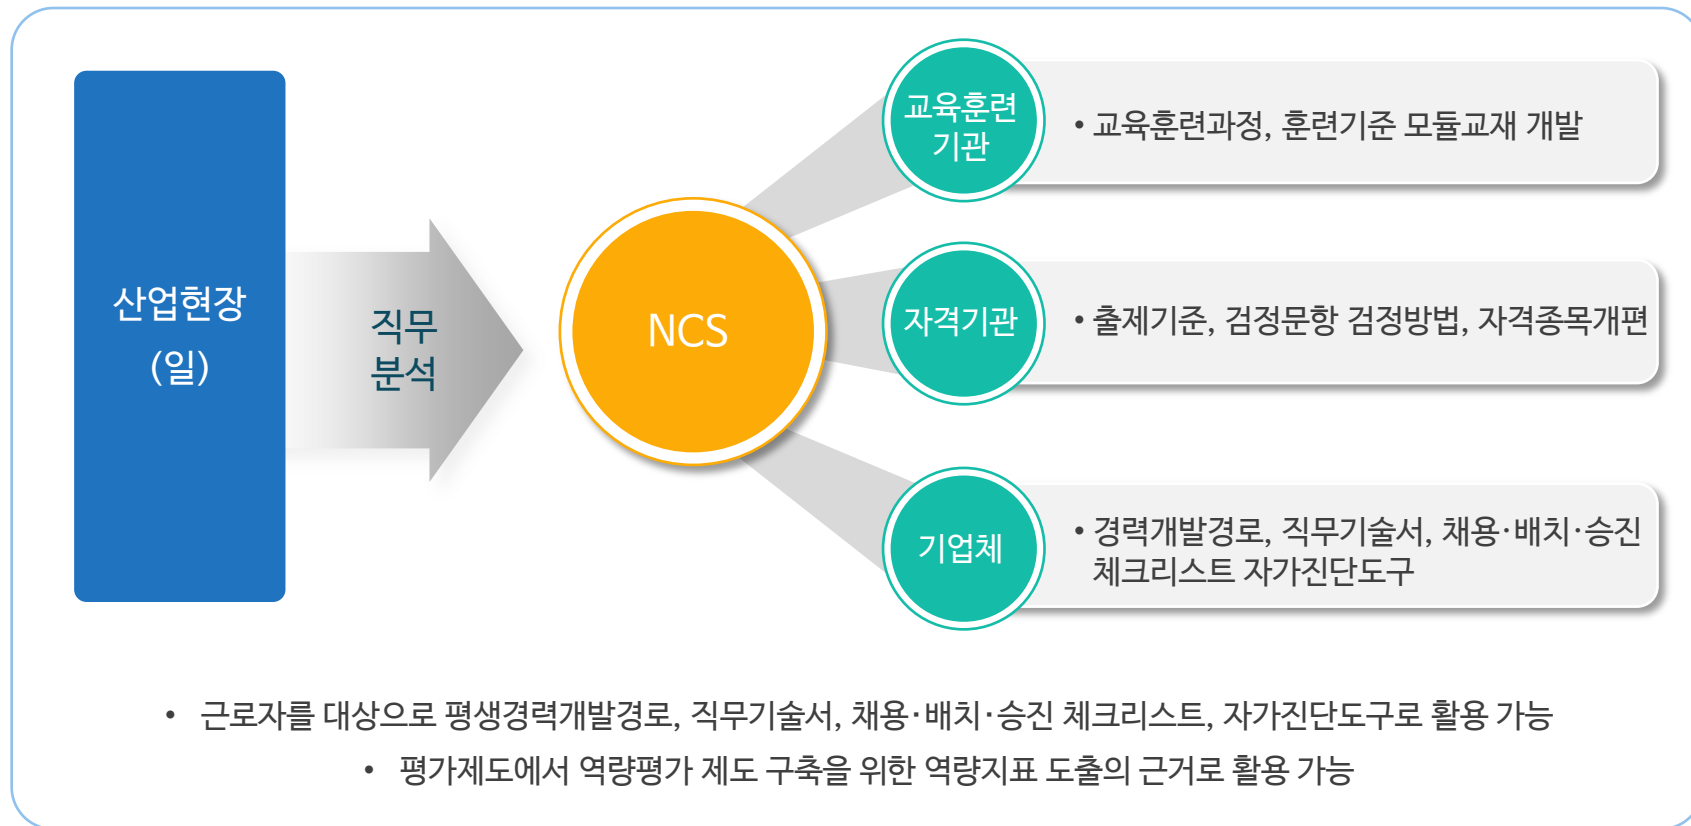 산업현장
(일)
직무
분석
NCS
교육훈련
기관
• 교육훈련과정, 훈련기준 모듈교재 개발
자격기관
• 출제기준, 검정문항 검정방법, 자격종목개편
기업체
• 경력개발경로, 직무기술서, 채용·배치·승진
체크리스트 자가진단도구
• 근로자를 대상으로 평생경력개발경로, 직무기술서, 채용·배치·승진 체크리스트, 자가진단도구로 활용 가능
• 평가제도에서 역량평가 제도 구축을 위한 역량지표 도출의 근거로 활용 가능